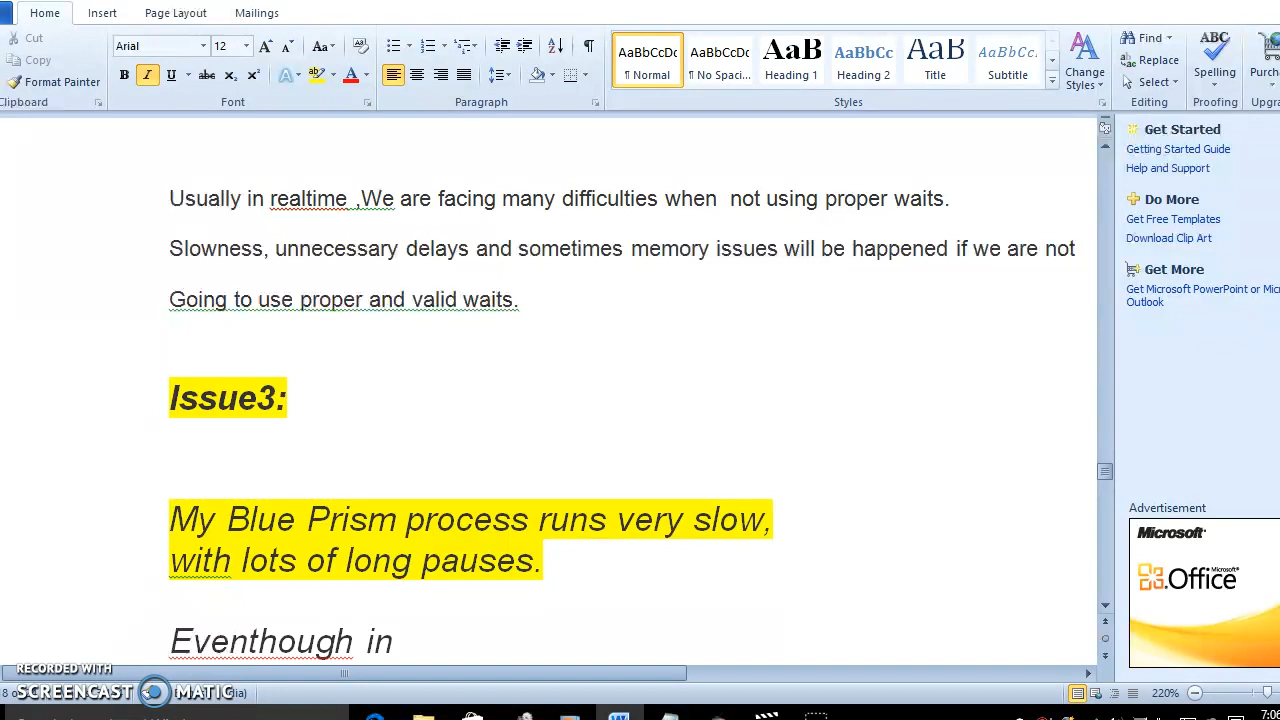 Home Insert Page Layout Mailings
Cut
Copy
Format Painter
Clipboard
Arial 12
Font
Paragraph
AaBbCcDc AaBbCcDc AaB AaBbCc AaB AaBbCc.
¶ Normal ¶ No Spaci... Heading 1 Heading 2 Title Subtitle
Change
Styles
Styles
Find
Replace
Select
Editing
ABC
Spelling
Proofing
Purch
Upgra
Usually in realtime ,We are facing many difficulties when not using proper waits.
Slowness, unnecessary delays and sometimes memory issues will be happened if we are not
Going to use proper and valid waits.
Issue3:
My Blue Prism process runs very slow,
with lots of long pauses.
Eventhough in
Get Started
Getting Started Guide
Help and Support
Do More
Get Free Templates
Download Clip Art
Get More
Get Microsoft PowerPoint or Mic
Outlook
Advertisement
Microsoft
Office
RECORDED WITH
SCREENCAST MATIC
220%
7:06